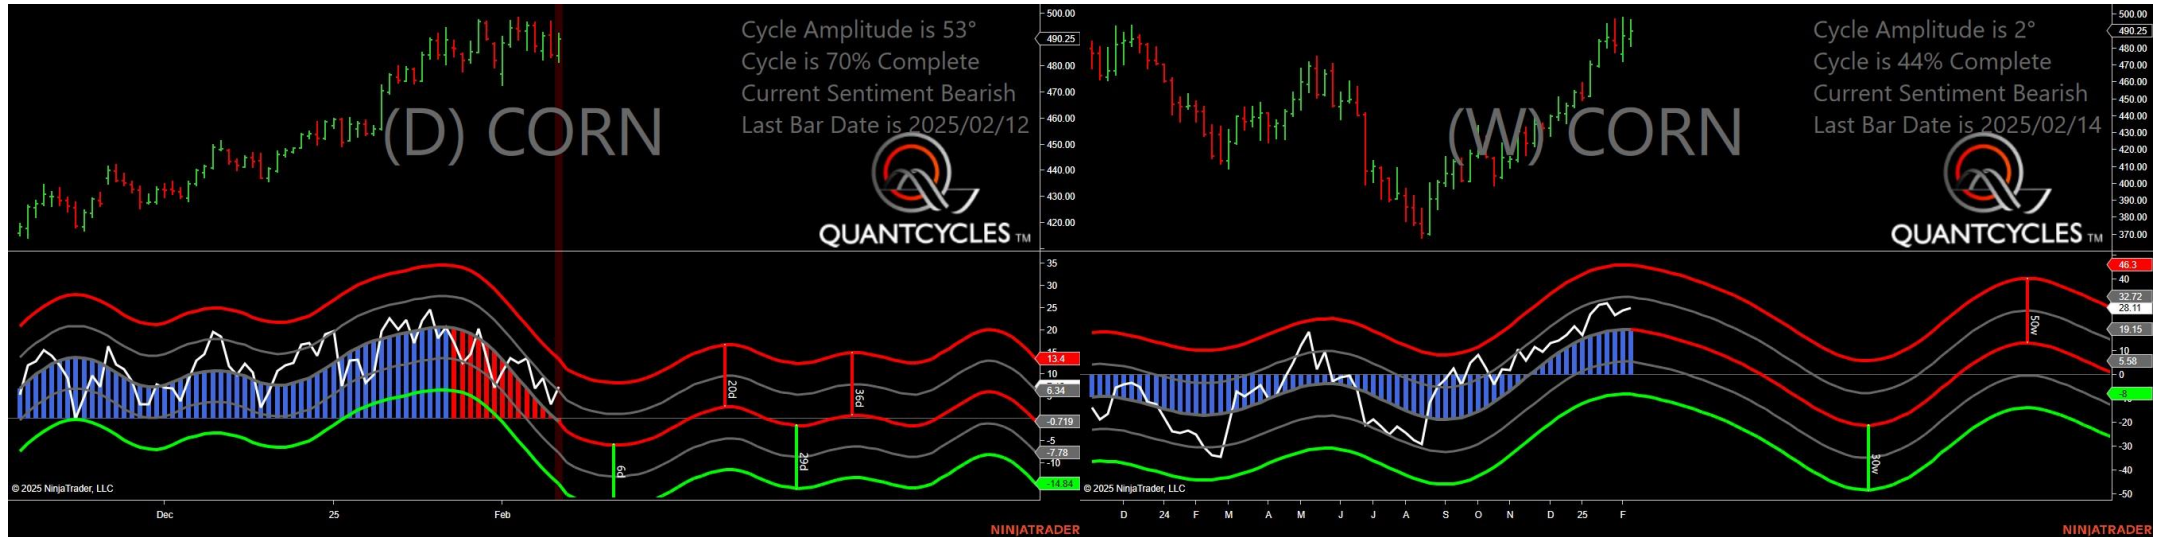 Cycle Amplitude is 53°
Cycle is 70% Complete
Current Sentiment Bearish
Last Bar Date is 2025/02/12
(D) CORN
QUANTCYCLES TM
500.00
490.25
480.00
470.00
460.00
450.00
440.00
430.00
420.00
35
30
25
20
15
13.4
10
6.34
-0.719
-5
-7.78
-10
-14.84
6d
20d
29d
36d
© 2025 NinjaTrader, LLC
Dec
25
Feb
NINJATRADER
Cycle Amplitude is 2°
Cycle is 44% Complete
Current Sentiment Bearish
Last Bar Date is 2025/02/14
(W) CORN
QUANTCYCLES TM
500.00
490.25
480.00
470.00
460.00
450.00
440.00
430.00
420.00
410.00
400.00
390.00
380.00
370.00
46.3
40
32.72
28.11
19.15
10
5.58
0
-8
-20
-30
-40
-50
30w
50w
© 2025 NinjaTrader, LLC
D 24 F M A M J J A S O N D 25 F
NINJATRADER